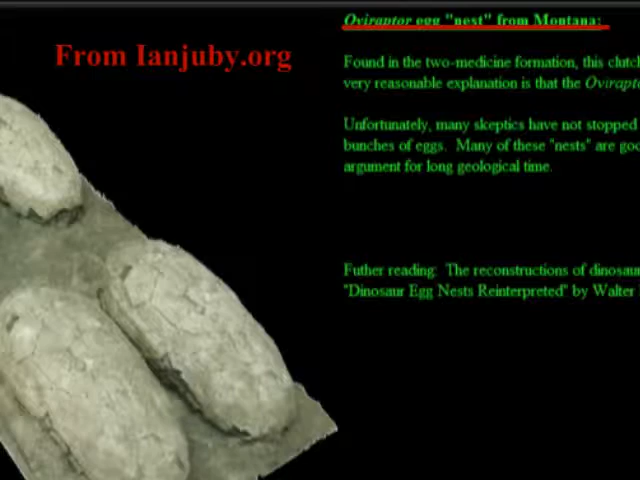 Oviraptor egg "nest" from Montana:
From Ianjuby.org
Found in the two-medicine formation, this clutch
very reasonable explanation is that the Ovirapto
Unfortunately, many skeptics have not stopped
bunches of eggs. Many of these "nests" are goo
argument for long geological time.
Futher reading: The reconstructions of dinosau
"Dinosaur Egg Nests Reinterpreted" by Walter